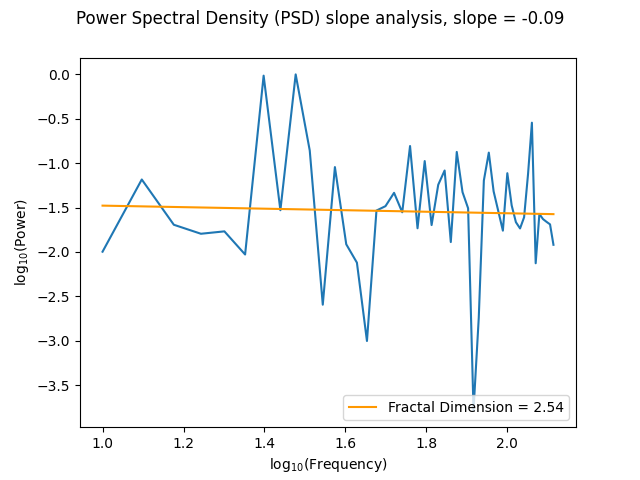 Power Spectral Density (PSD) slope analysis, slope = -0.09
0.0
−0.5
−1.0
−1.5
−2.0
−2.5
−3.0
−3.5
log₁₀(Power)
Fractal Dimension = 2.54
1.0 1.2 1.4 1.6 1.8 2.0
log₁₀(Frequency)